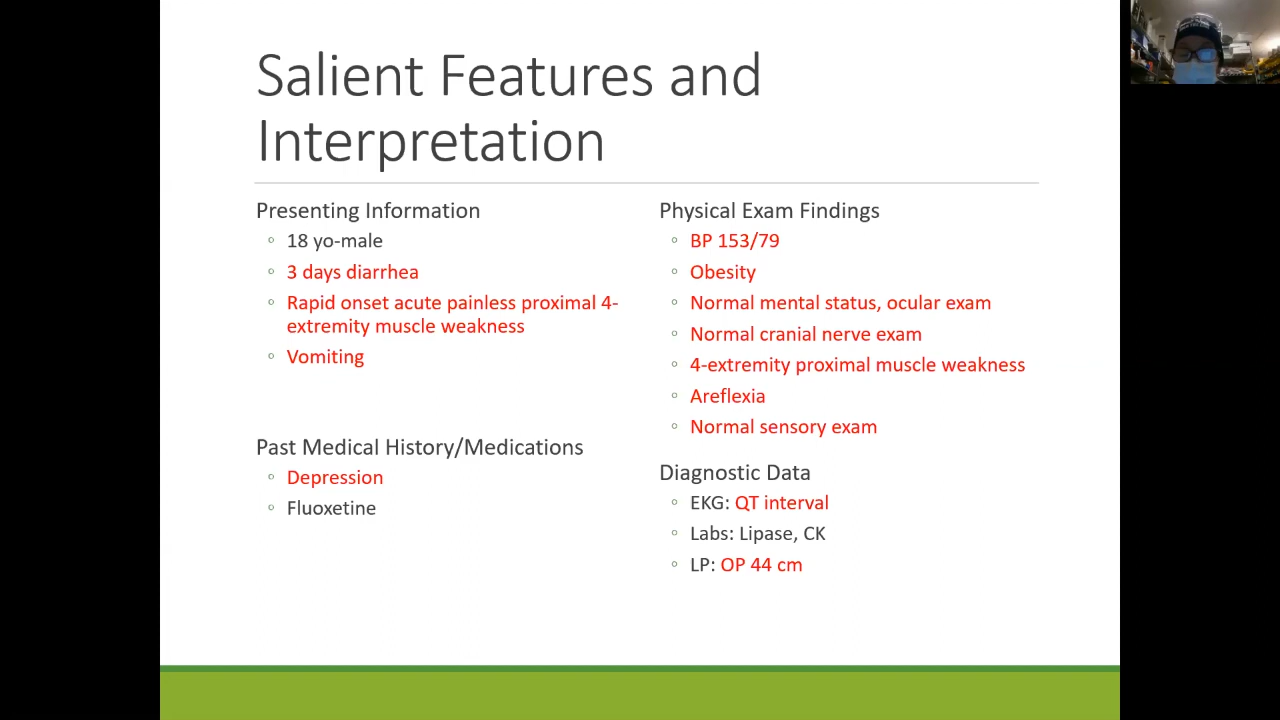 Salient Features and
Interpretation
Presenting Information
18 yo-male
3 days diarrhea
Rapid onset acute painless proximal 4-
extremity muscle weakness
Vomiting
Past Medical History/Medications
Depression
Fluoxetine
Physical Exam Findings
BP 153/79
Obesity
Normal mental status, ocular exam
Normal cranial nerve exam
4-extremity proximal muscle weakness
Areflexia
Normal sensory exam
Diagnostic Data
EKG: QT interval
Labs: Lipase, CK
LP: OP 44 cm